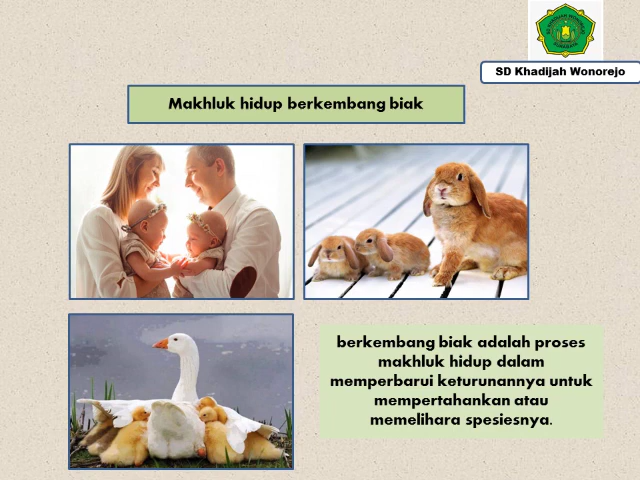 SD Khadijah Wonorejo
Makhluk hidup berkembang biak
berkembang biak adalah proses
makhluk hidup dalam
memperbarui keturunannya untuk
mempertahankan atau
memelihara spesiesnya.